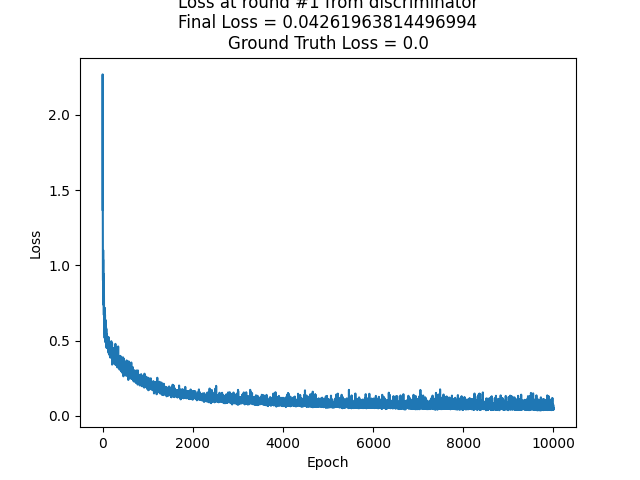 Loss at round #1 from discriminator
Final Loss = 0.04261963814496994
Ground Truth Loss = 0.0
2.0
1.5
1.0
0.5
0.0
Loss
0 2000 4000 6000 8000 10000
Epoch